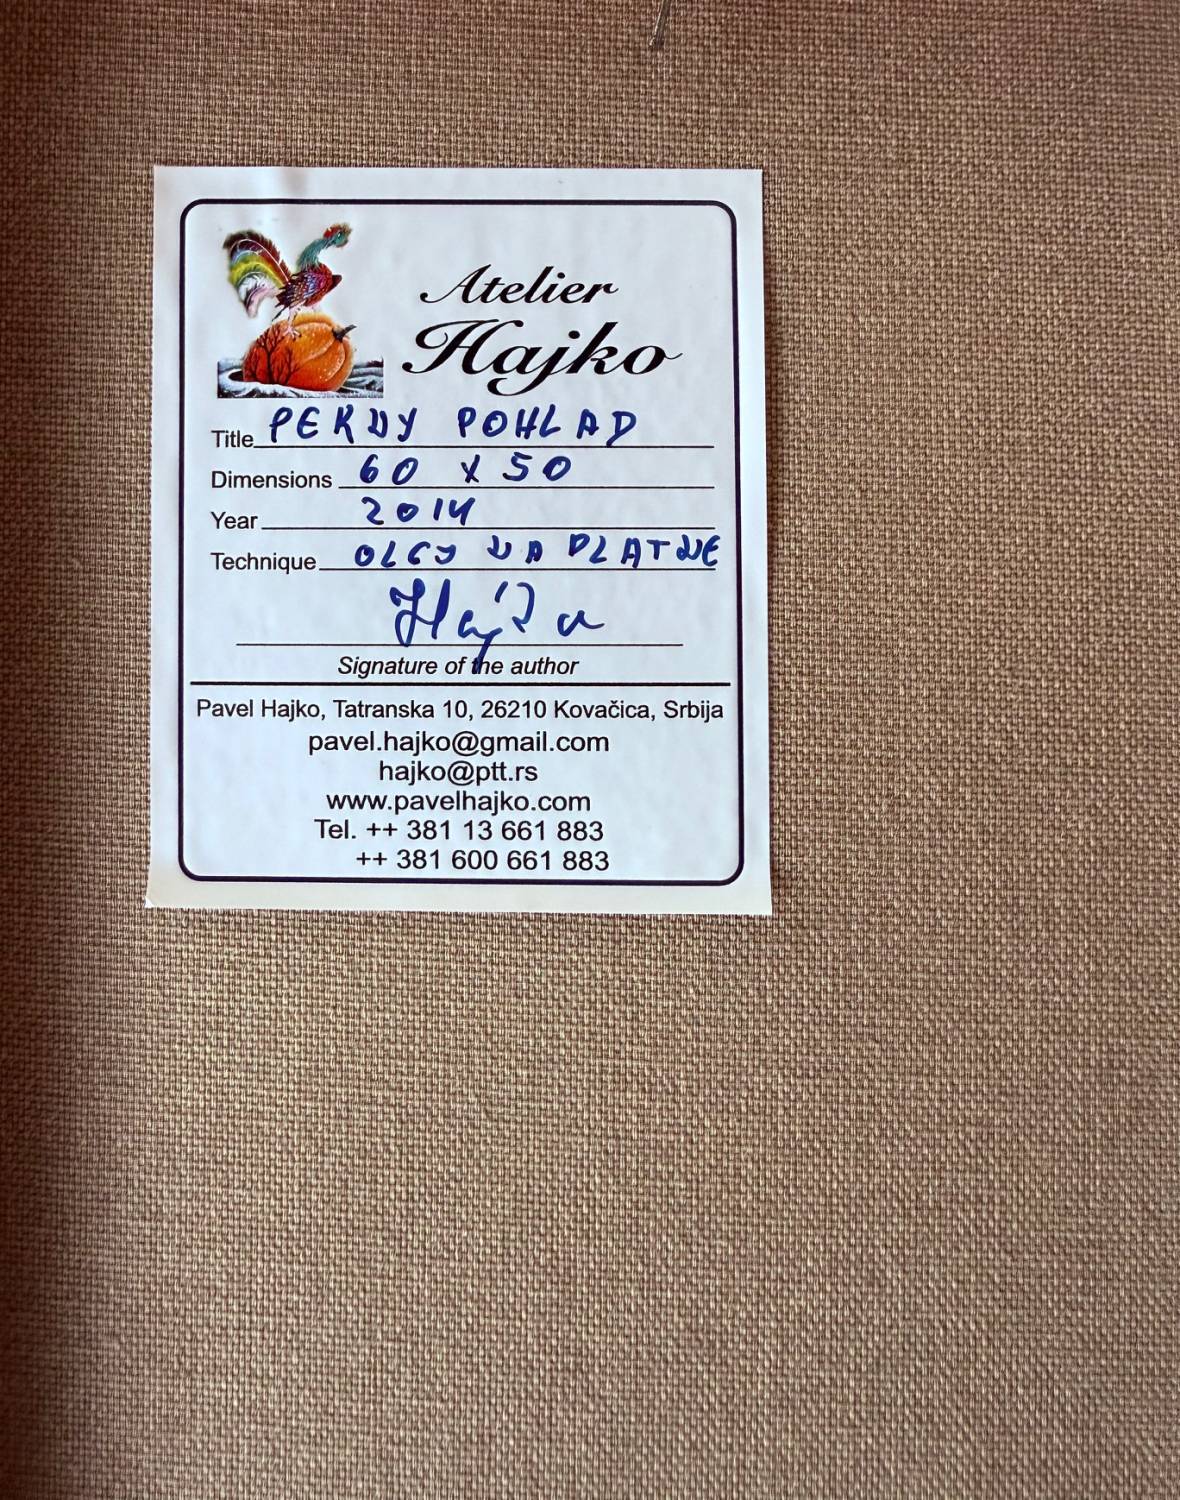 Atelier
Hajko
Title PEKNY POHLAD
Dimensions 60 x 50
Year 2014
Technique OLEJ NA PLATNE
Hajko
Signature of the author
Pavel Hajko, Tatranska 10, 26210 Kovačica, Srbija
pavel.hajko@gmail.com
hajko@ptt.rs
www.pavelhajko.com
Tel. ++ 381 13 661 883
++ 381 600 661 883